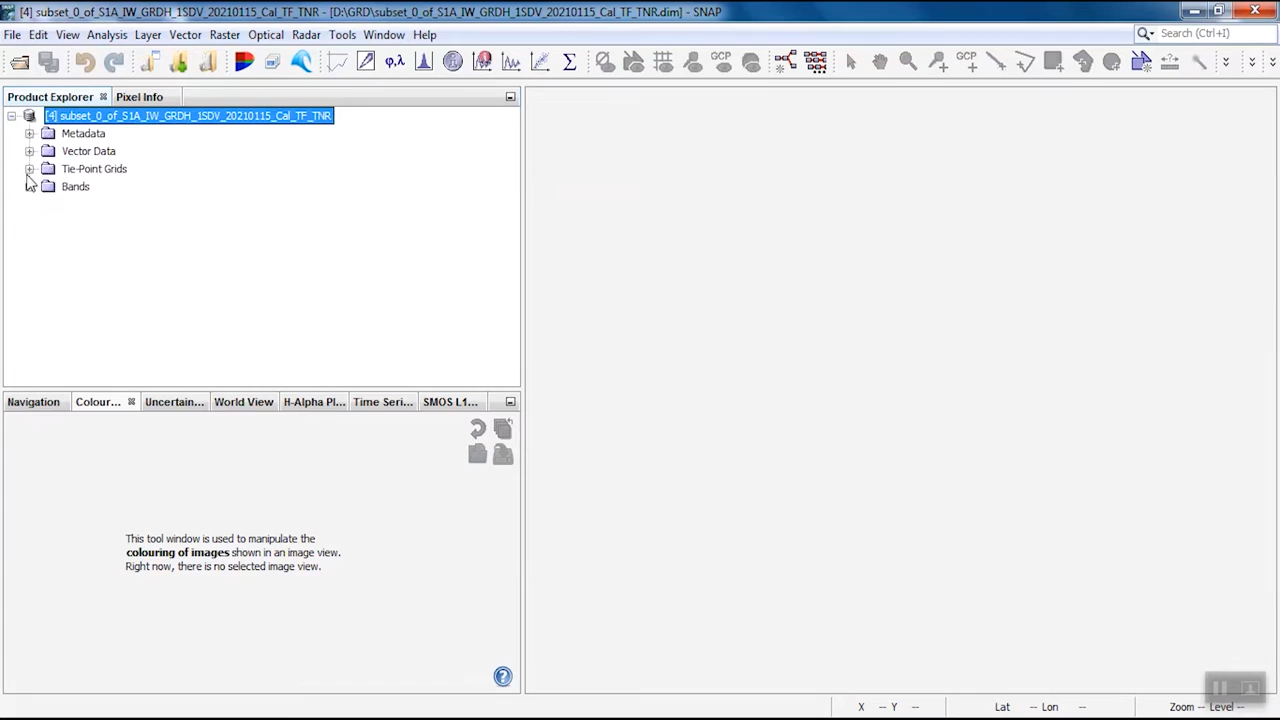 [4] subset_0_of_S1A_IW_GRDH_1SDV_20210115_Cal_TF_TNR - [D:\GRD\subset_0_of_S1A_IW_GRDH_1SDV_20210115_Cal_TF_TNR.dim] - SNAP
File Edit View Analysis Layer Vector Raster Optical Radar Tools Window Help Search (Ctrl+I)
φ,λ Σ GCP GCP
Product Explorer Pixel Info
[4] subset_0_of_S1A_IW_GRDH_1SDV_20210115_Cal_TF_TNR
Metadata
Vector Data
Tie-Point Grids
Bands
Navigation Colour... Uncertain... World View H-Alpha Pl... Time Seri... SMOS L1...
This tool window is used to manipulate the
colouring of images shown in an image view.
Right now, there is no selected image view.
X -- Y -- Lat -- Lon -- Zoom -- Level --